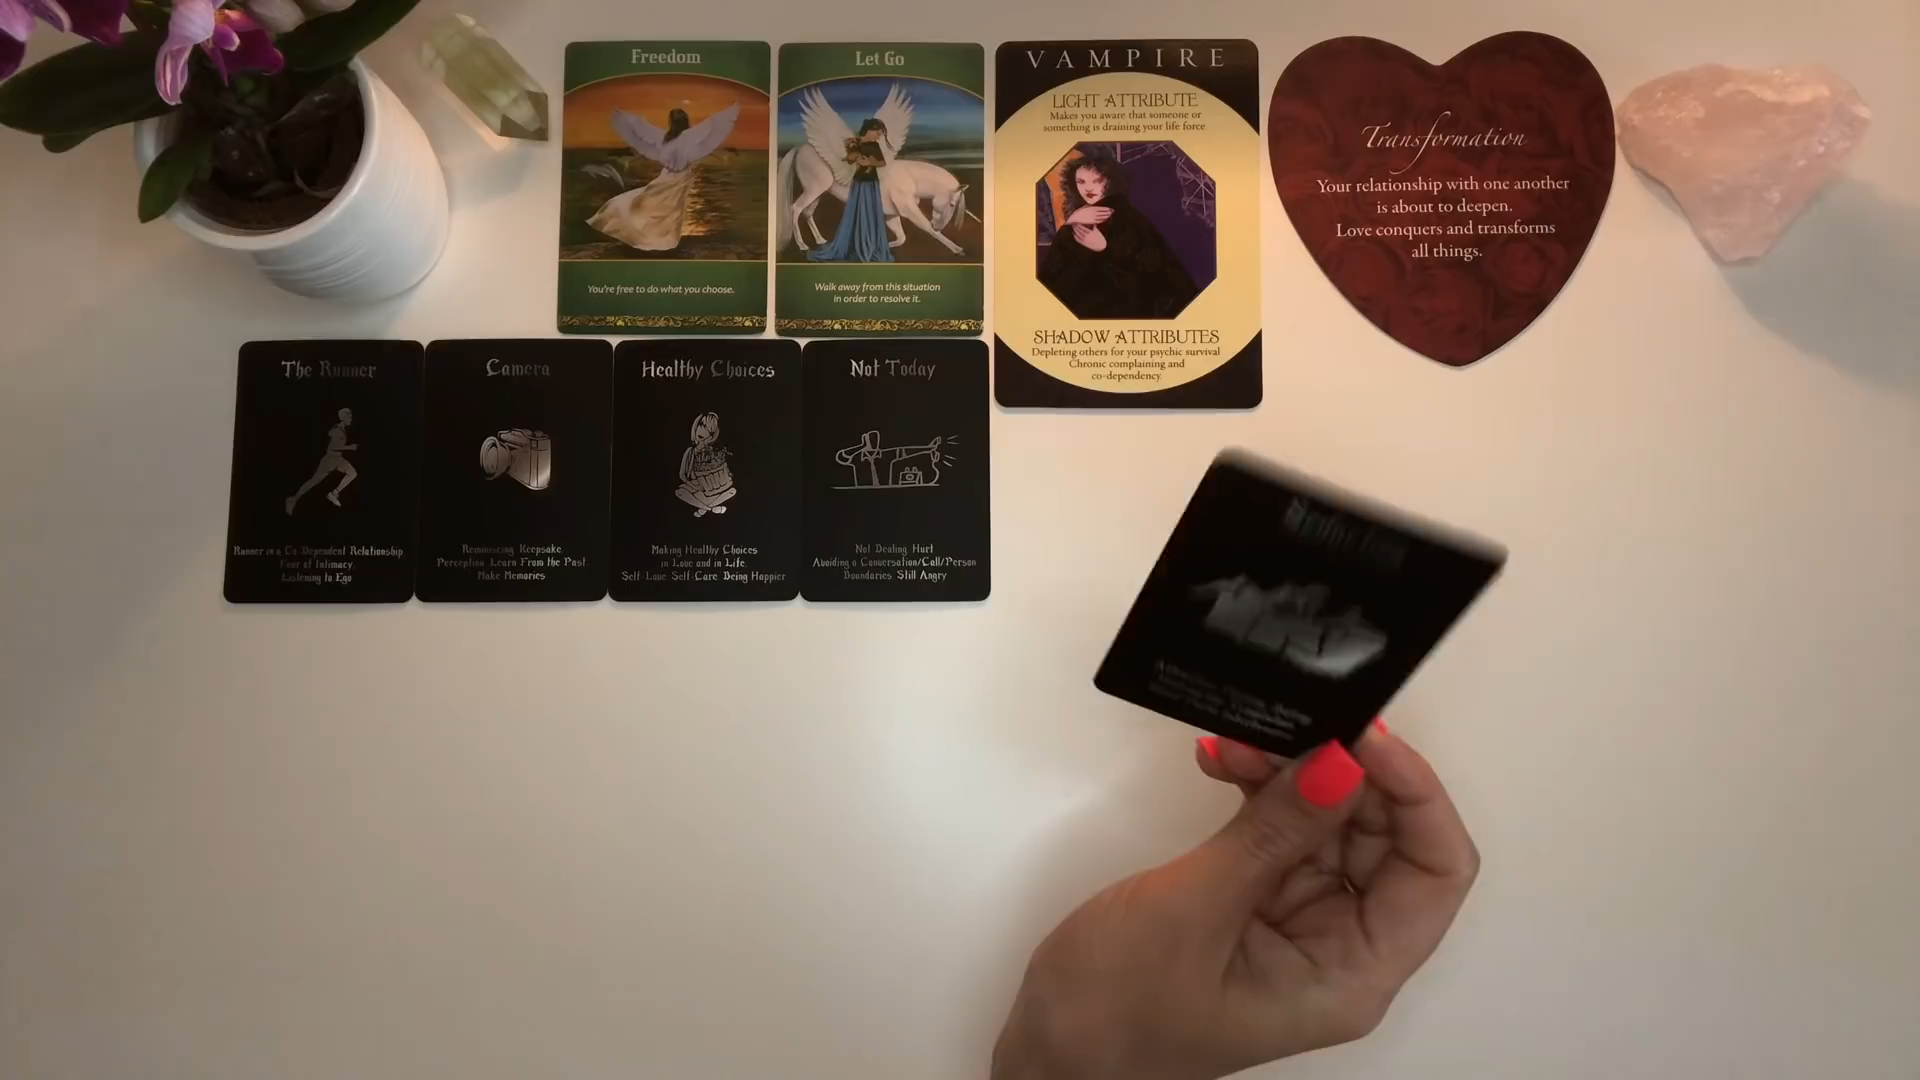 Freedom
You're free to do what you choose.
Let Go
Walk away from this situation
in order to resolve it.
VAMPIRE
LIGHT ATTRIBUTE
Makes you aware that someone or
something is draining your life force
SHADOW ATTRIBUTES
Depleting others for your psychic survival
Chronic complaining and
co-dependency
Transformation
Your relationship with one another
is about to deepen.
Love conquers and transforms
all things.
The Runner
Runner in a Co Dependent Relationship
Fear of Intimacy
Listening to Ego
Camera
Reminiscing Keepsake
Perception Learn From the Past
Make Memories
Healthy Choices
Making Healthy Choices
in Love and in Life
Self Love Self Care Being Happier
Not Today
Not Dealing Hurt
Avoiding a Conversation/Call/Person
Boundaries Still Angry